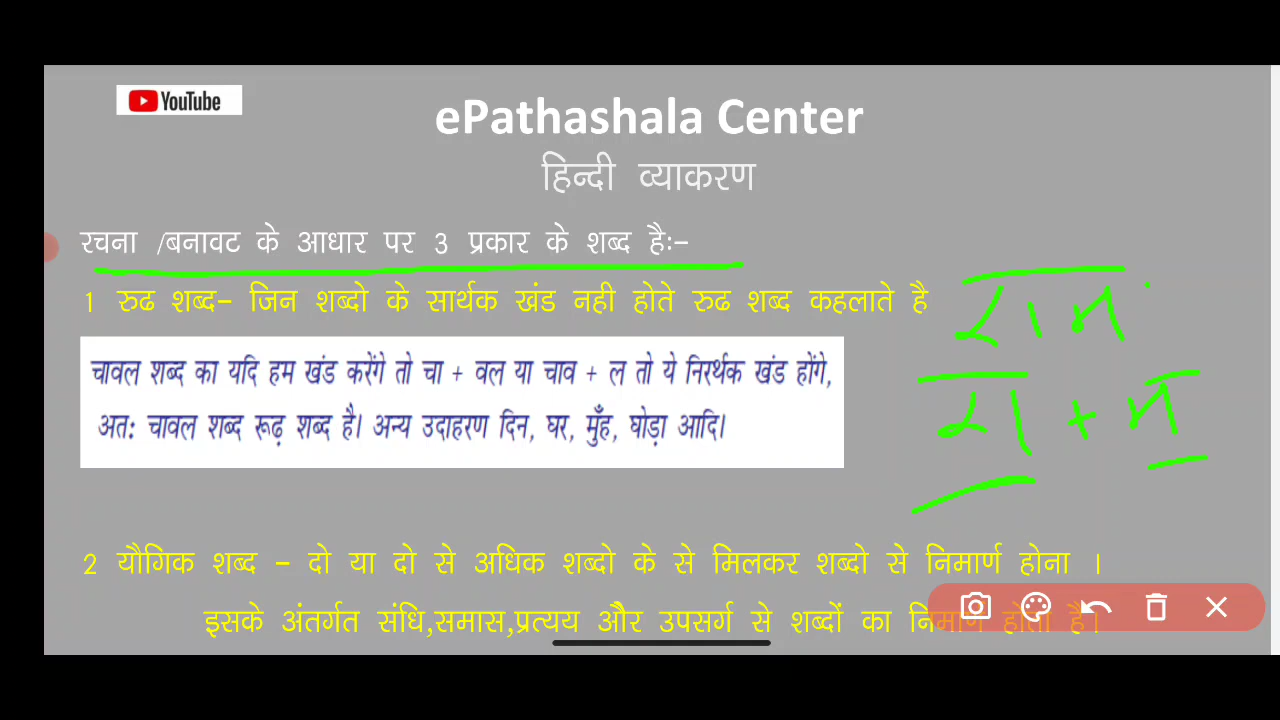 YouTube
ePathashala Center
हिन्दी व्याकरण
रचना /बनावट के आधार पर 3 प्रकार के शब्द हैः-
1 रुढ शब्द- जिन शब्दो के सार्थक खंड नही होते रुढ शब्द कहलाते है
राम
चावल शब्द का यदि हम खंड करेंगे तो चा + वल या चाव + ल तो ये निरर्थक खंड होंगे,
अतः चावल शब्द रूढ़ शब्द है। अन्य उदाहरण दिन, घर, मुँह, घोड़ा आदि।
रा + म
2 यौगिक शब्द - दो या दो से अधिक शब्दो के से मिलकर शब्दो से निमार्ण होना ।
इसके अंतर्गत संधि,समास,प्रत्यय और उपसर्ग से शब्दों का निमाण होता है।